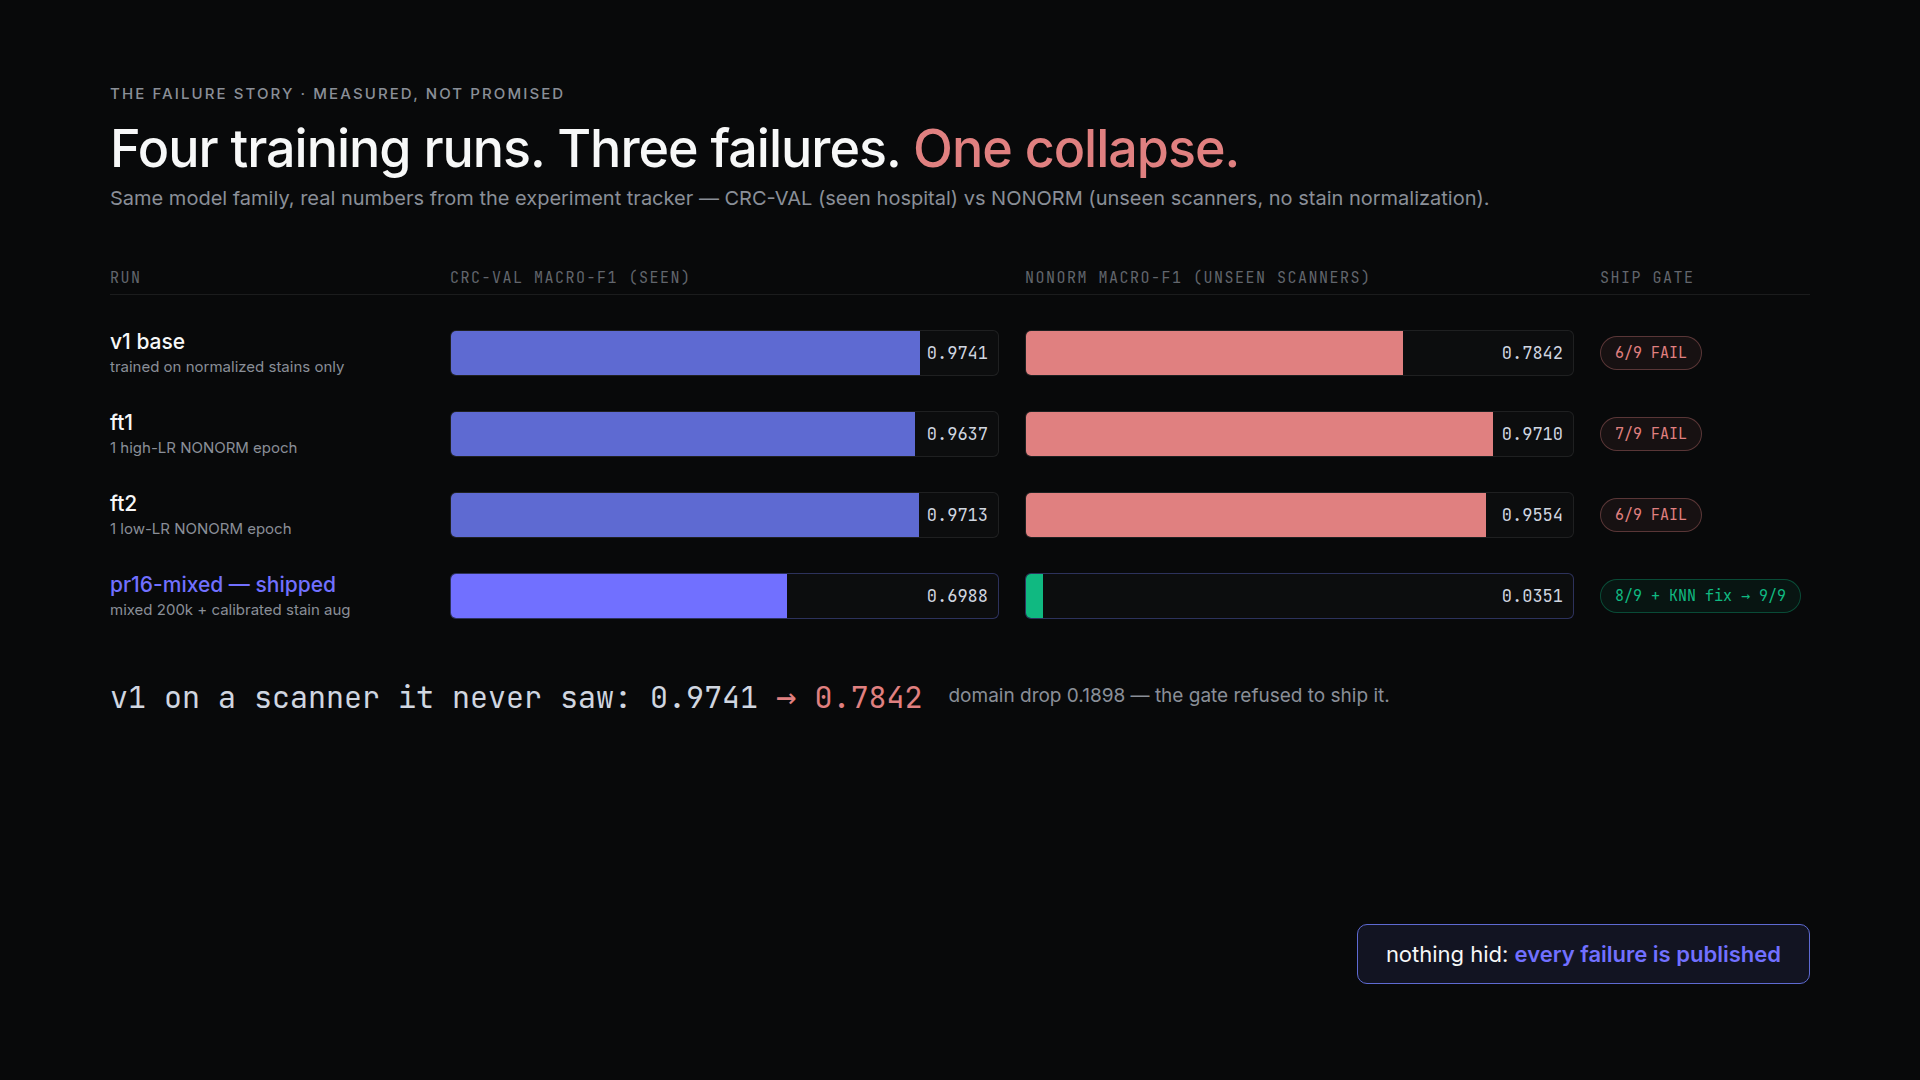 THE FAILURE STORY · MEASURED, NOT PROMISED
Four training runs. Three failures. One collapse.
Same model family, real numbers from the experiment tracker — CRC-VAL (seen hospital) vs NONORM (unseen scanners, no stain normalization).
RUN CRC-VAL MACRO-F1 (SEEN) NONORM MACRO-F1 (UNSEEN SCANNERS) SHIP GATE
v1 base
trained on normalized stains only
0.9741 0.7842 6/9 FAIL
ft1
1 high-LR NONORM epoch
0.9637 0.9710 7/9 FAIL
ft2
1 low-LR NONORM epoch
0.9713 0.9554 6/9 FAIL
pr16-mixed — shipped
mixed 200k + calibrated stain aug
0.6988 0.0351 8/9 + KNN fix → 9/9
v1 on a scanner it never saw: 0.9741 → 0.7842 domain drop 0.1898 — the gate refused to ship it.
nothing hid: every failure is published